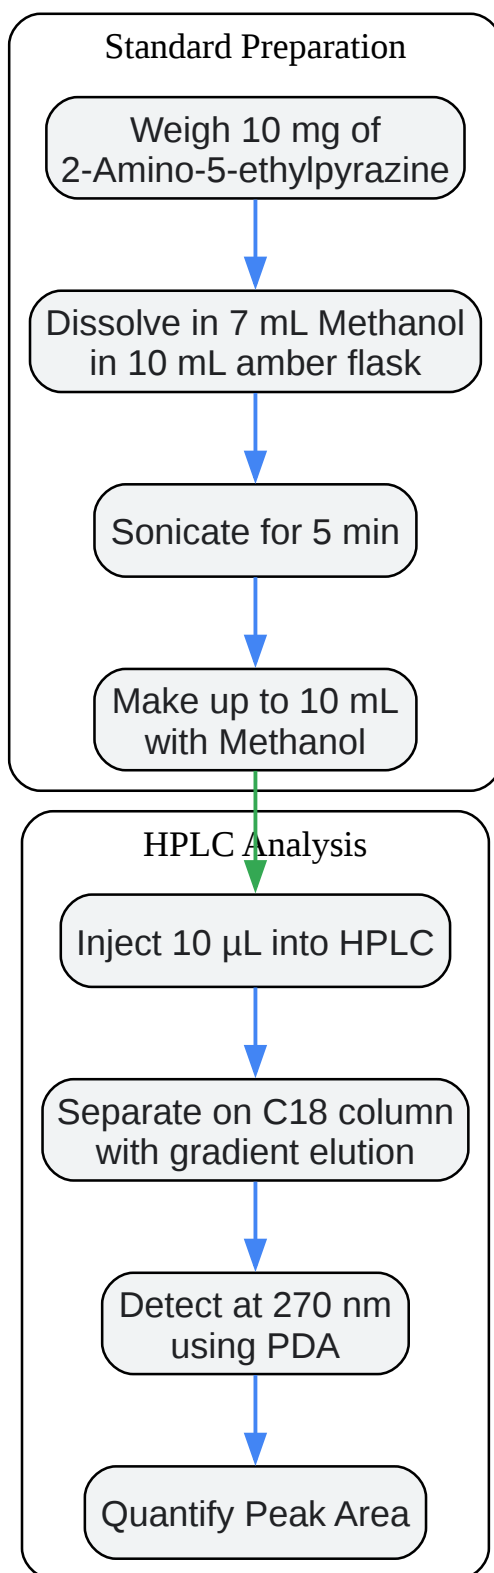 Standard Preparation
Weigh 10 mg of
2-Amino-5-ethylpyrazine
Dissolve in 7 mL Methanol
in 10 mL amber flask
Sonicate for 5 min
Make up to 10 mL
with Methanol
HPLC Analysis
Inject 10 µL into HPLC
Separate on C18 column
with gradient elution
Detect at 270 nm
using PDA
Quantify Peak Area